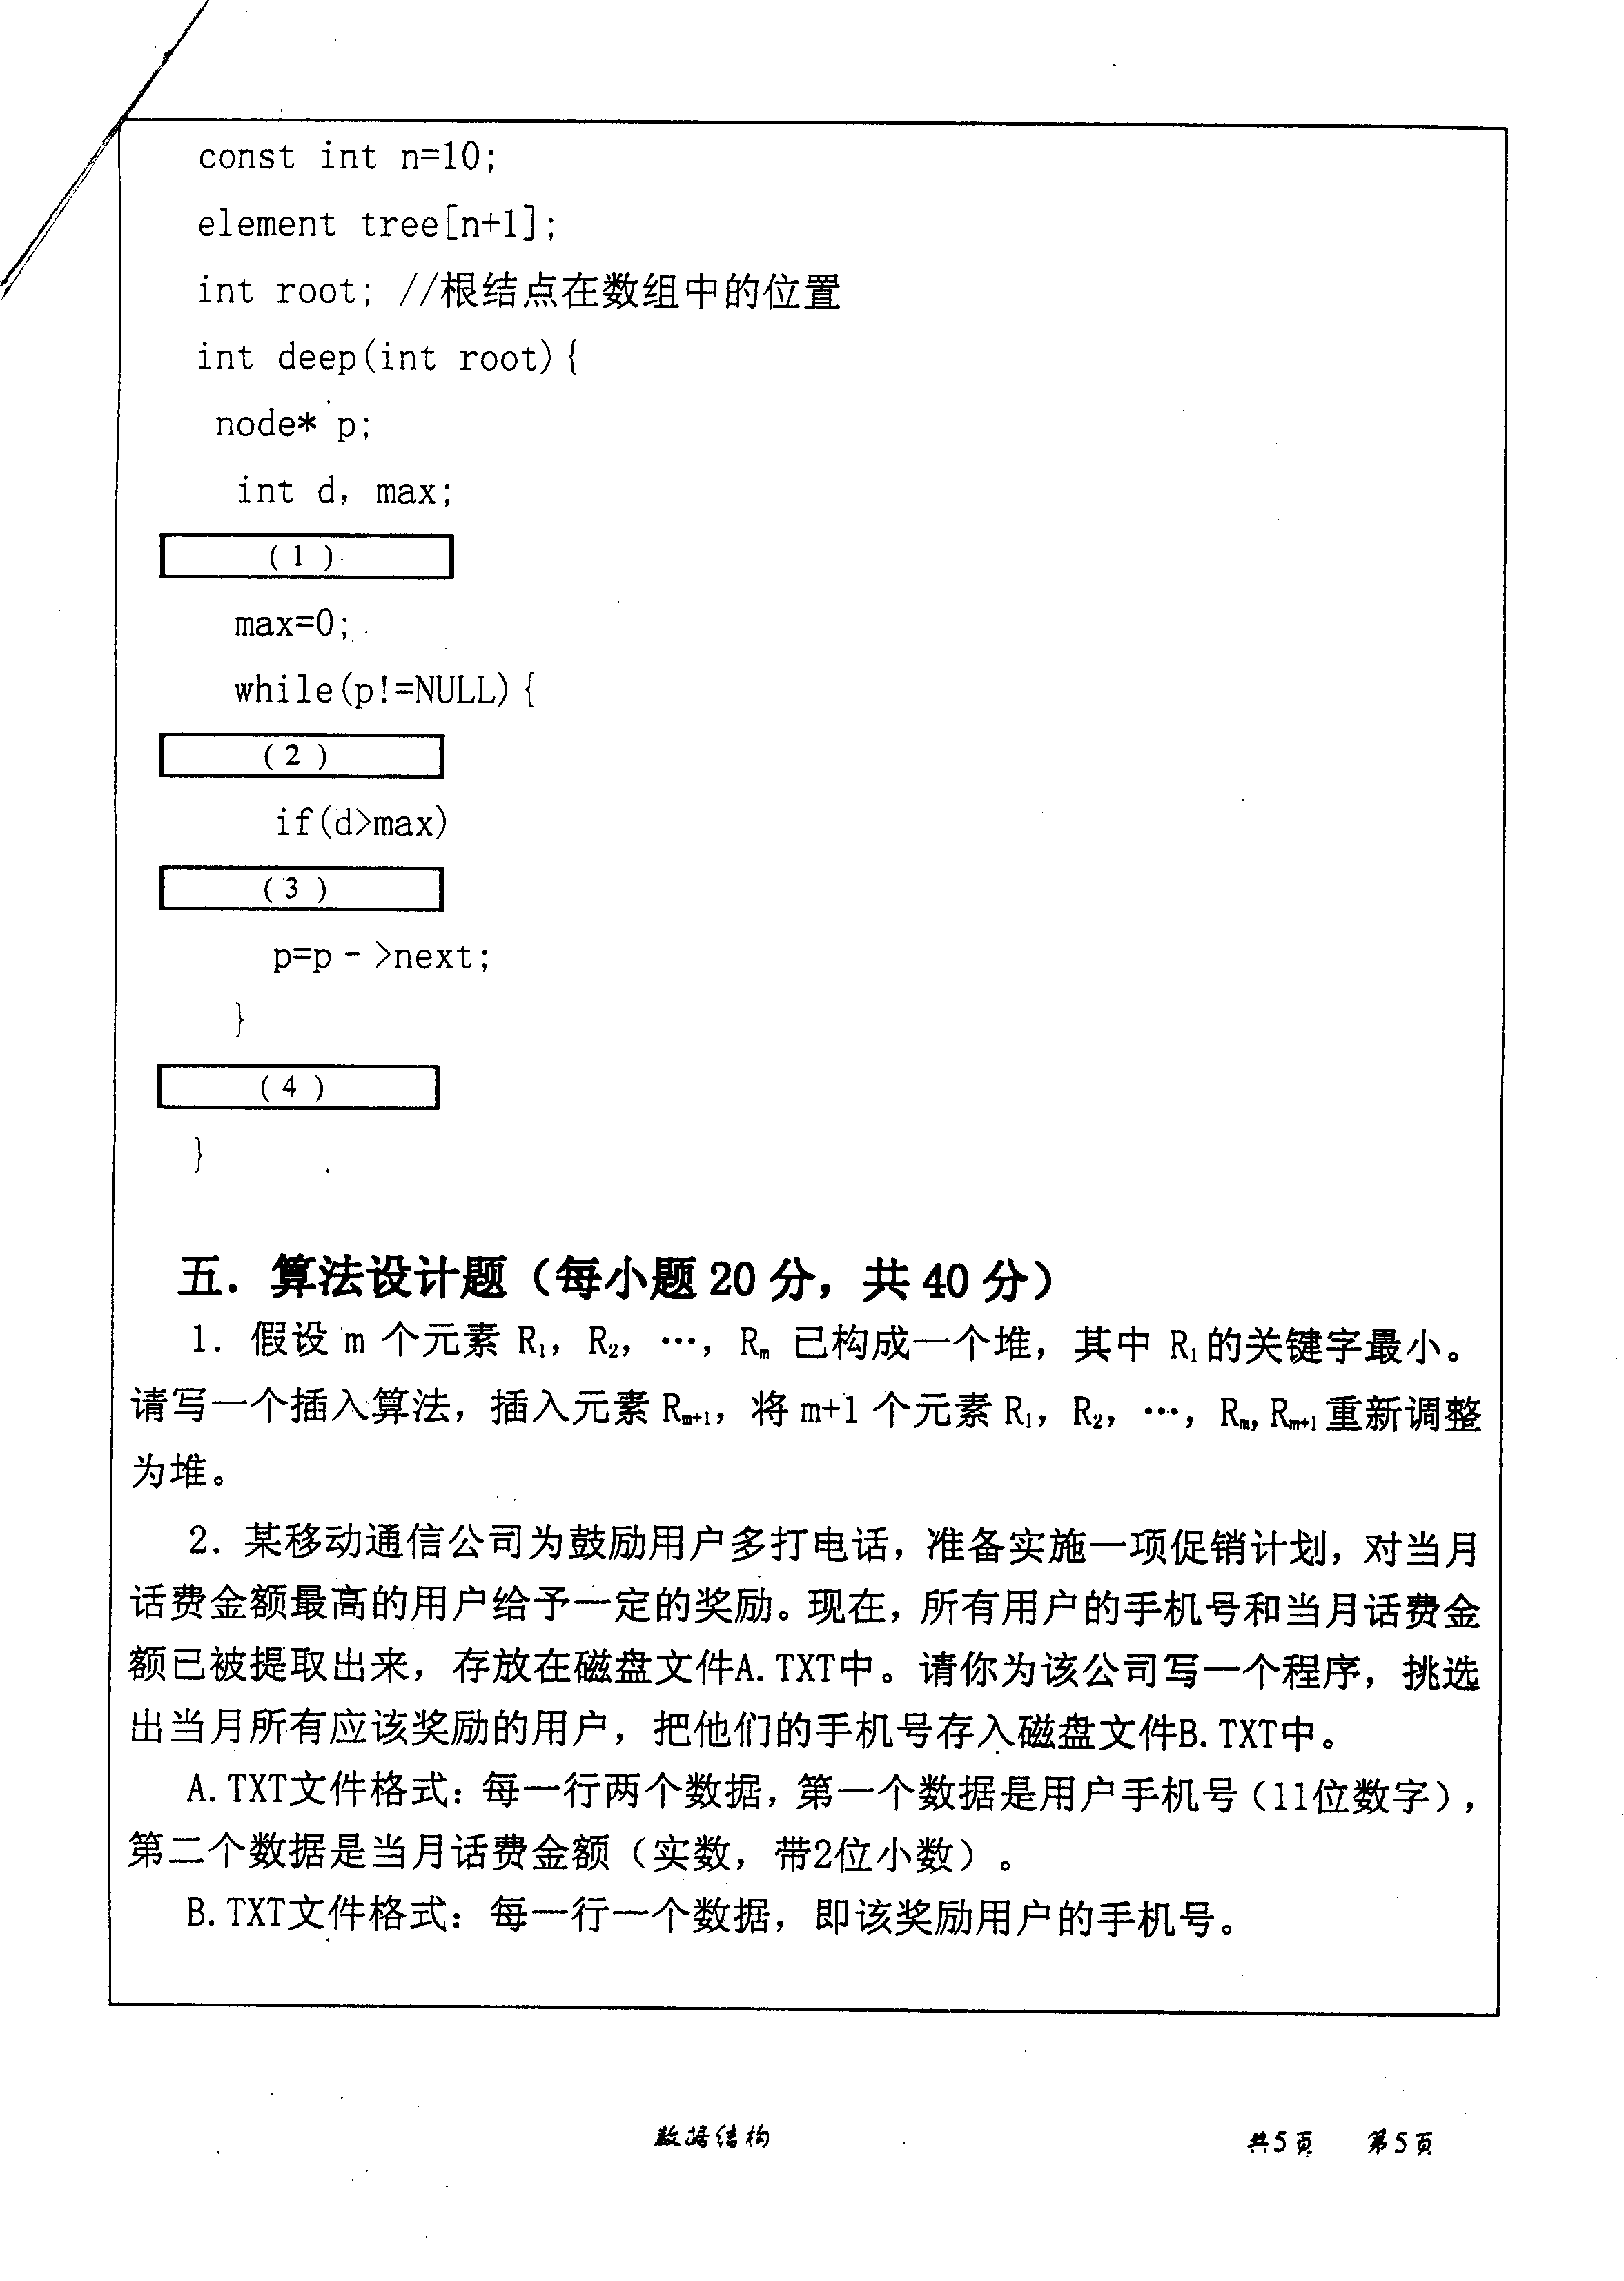 const int n=10;
element tree[n+1];
int root; //根结点在数组中的位置
int deep(int root){
node* p;
int d, max;
(1)
max=0;
while(p!=NULL){
(2)
if(d>max)
(3)
p=p->next;
}
(4)
}
五. 算法设计题（每小题 20 分，共 40 分）
1. 假设 m 个元素 R₁，R₂，…，Rₘ 已构成一个堆，其中 R₁的关键字最小。
请写一个插入算法，插入元素 Rₘ₊₁，将 m+1 个元素 R₁，R₂，…，Rₘ, Rₘ₊₁重新调整
为堆。
2. 某移动通信公司为鼓励用户多打电话，准备实施一项促销计划，对当月
话费金额最高的用户给予一定的奖励。现在，所有用户的手机号和当月话费金
额已被提取出来，存放在磁盘文件A.TXT中。请你为该公司写一个程序，挑选
出当月所有应该奖励的用户，把他们的手机号存入磁盘文件B.TXT中。
A.TXT文件格式：每一行两个数据，第一个数据是用户手机号（11位数字），
第二个数据是当月话费金额（实数，带2位小数）。
B.TXT文件格式：每一行一个数据，即该奖励用户的手机号。
数据结构 共5页 第5页